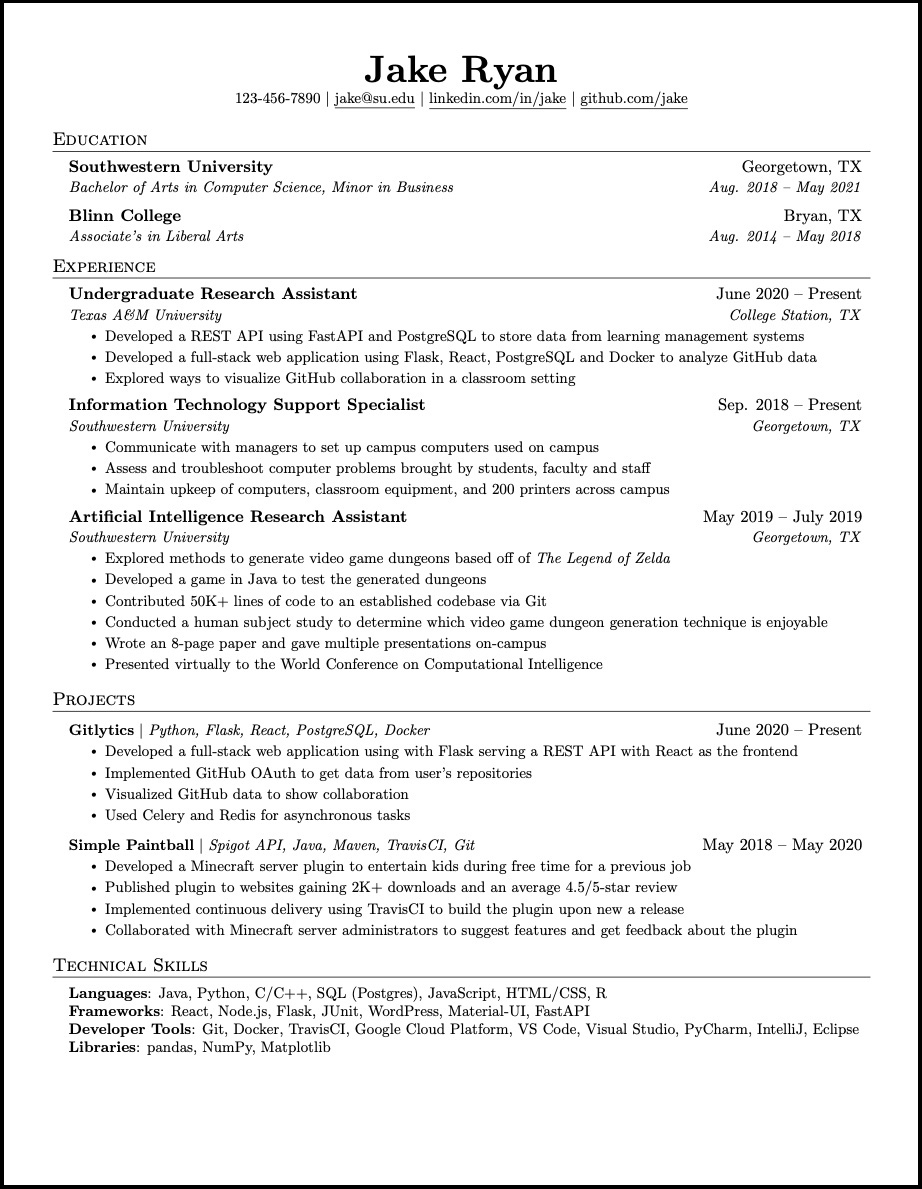 Jake Ryan
123-456-7890 | jake@su.edu | linkedin.com/in/jake | github.com/jake
Education
Southwestern University Georgetown, TX
Bachelor of Arts in Computer Science, Minor in Business Aug. 2018 – May 2021
Blinn College Bryan, TX
Associate's in Liberal Arts Aug. 2014 – May 2018
Experience
Undergraduate Research Assistant June 2020 – Present
Texas A&M University College Station, TX
• Developed a REST API using FastAPI and PostgreSQL to store data from learning management systems
• Developed a full-stack web application using Flask, React, PostgreSQL and Docker to analyze GitHub data
• Explored ways to visualize GitHub collaboration in a classroom setting
Information Technology Support Specialist Sep. 2018 – Present
Southwestern University Georgetown, TX
• Communicate with managers to set up campus computers used on campus
• Assess and troubleshoot computer problems brought by students, faculty and staff
• Maintain upkeep of computers, classroom equipment, and 200 printers across campus
Artificial Intelligence Research Assistant May 2019 – July 2019
Southwestern University Georgetown, TX
• Explored methods to generate video game dungeons based off of The Legend of Zelda
• Developed a game in Java to test the generated dungeons
• Contributed 50K+ lines of code to an established codebase via Git
• Conducted a human subject study to determine which video game dungeon generation technique is enjoyable
• Wrote an 8-page paper and gave multiple presentations on-campus
• Presented virtually to the World Conference on Computational Intelligence
Projects
Gitlytics | Python, Flask, React, PostgreSQL, Docker June 2020 – Present
• Developed a full-stack web application using with Flask serving a REST API with React as the frontend
• Implemented GitHub OAuth to get data from user's repositories
• Visualized GitHub data to show collaboration
• Used Celery and Redis for asynchronous tasks
Simple Paintball | Spigot API, Java, Maven, TravisCI, Git May 2018 – May 2020
• Developed a Minecraft server plugin to entertain kids during free time for a previous job
• Published plugin to websites gaining 2K+ downloads and an average 4.5/5-star review
• Implemented continuous delivery using TravisCI to build the plugin upon new a release
• Collaborated with Minecraft server administrators to suggest features and get feedback about the plugin
Technical Skills
Languages: Java, Python, C/C++, SQL (Postgres), JavaScript, HTML/CSS, R
Frameworks: React, Node.js, Flask, JUnit, WordPress, Material-UI, FastAPI
Developer Tools: Git, Docker, TravisCI, Google Cloud Platform, VS Code, Visual Studio, PyCharm, IntelliJ, Eclipse
Libraries: pandas, NumPy, Matplotlib